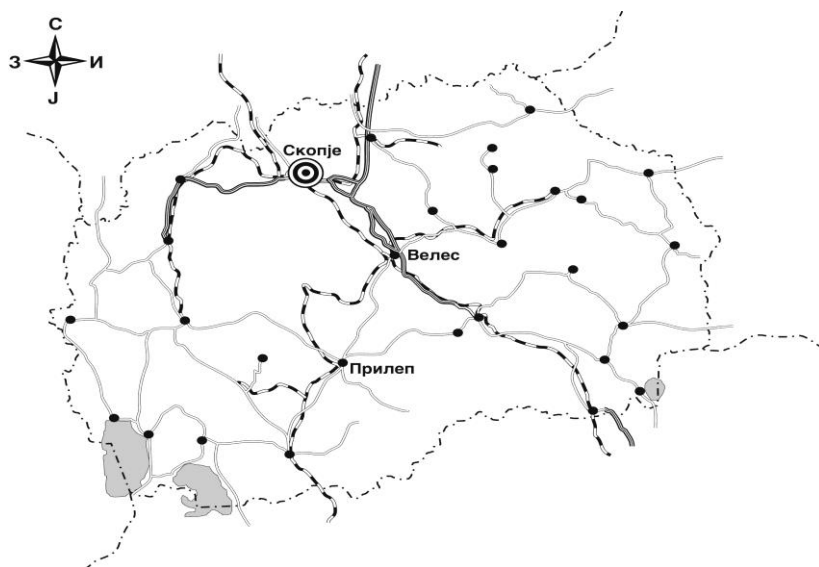 С
З И
Ј
Скопје
Велес
Прилеп